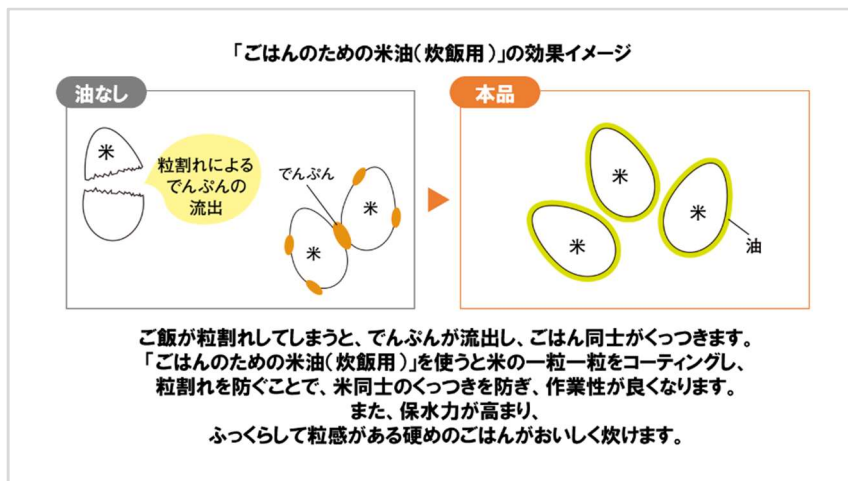 「ごはんのための米油(炊飯用)」の効果イメージ
油なし
米
粒割れによる
でんぷんの
流出
でんぷん
米
米
本品
米
米
米
油
ご飯が粒割れしてしまうと、でんぷんが流出し、ごはん同士がくっつきます。
「ごはんのための米油(炊飯用)」を使うと米の一粒一粒をコーティングし、
粒割れを防ぐことで、米同士のくっつきを防ぎ、作業性が良くなります。
また、保水力が高まり、
ふっくらして粒感がある硬めのごはんがおいしく炊けます。